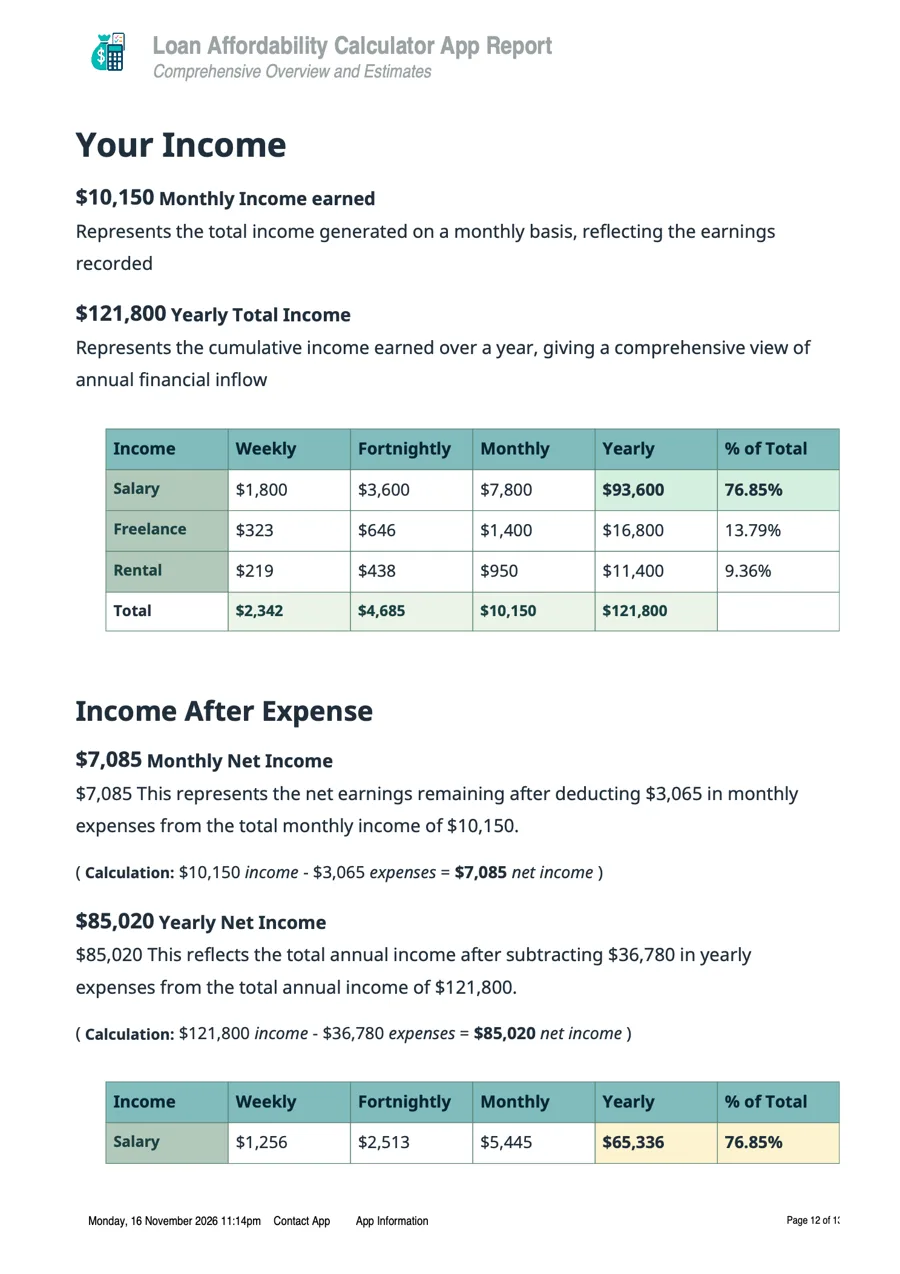 Loan Affordability Calculator App Report
Comprehensive Overview and Estimates
Your Income
$10,150 Monthly Income earned
Represents the total income generated on a monthly basis, reflecting the earnings
recorded
$121,800 Yearly Total Income
Represents the cumulative income earned over a year, giving a comprehensive view of
annual financial inflow
Income Weekly Fortnightly Monthly Yearly % of Total
Salary $1,800 $3,600 $7,800 $93,600 76.85%
Freelance $323 $646 $1,400 $16,800 13.79%
Rental $219 $438 $950 $11,400 9.36%
Total $2,342 $4,685 $10,150 $121,800
Income After Expense
$7,085 Monthly Net Income
$7,085 This represents the net earnings remaining after deducting $3,065 in monthly
expenses from the total monthly income of $10,150.
( Calculation: $10,150 income - $3,065 expenses = $7,085 net income )
$85,020 Yearly Net Income
$85,020 This reflects the total annual income after subtracting $36,780 in yearly
expenses from the total annual income of $121,800.
( Calculation: $121,800 income - $36,780 expenses = $85,020 net income )
Income Weekly Fortnightly Monthly Yearly % of Total
Salary $1,256 $2,513 $5,445 $65,336 76.85%
Monday, 16 November 2026 11:14pm Contact App App Information Page 12 of